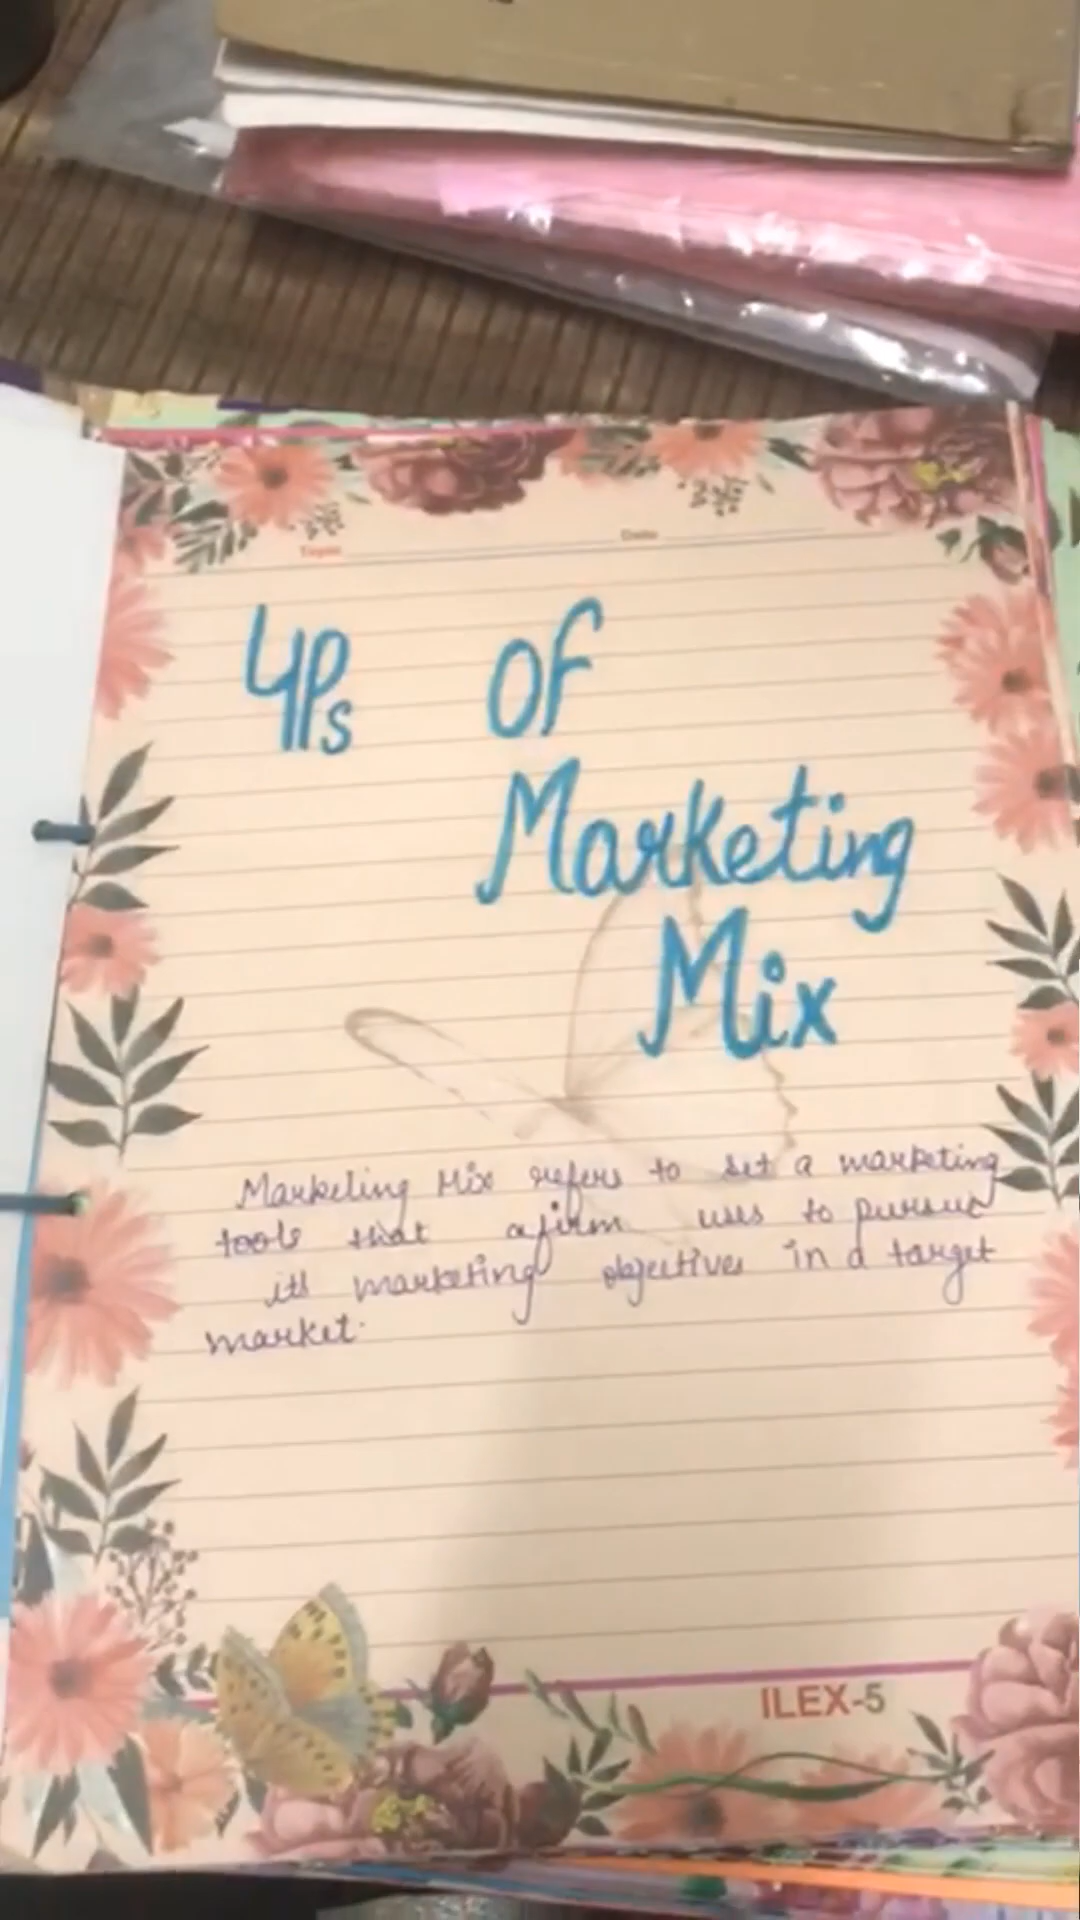 Topic
Date
4Ps Of
Marketing
Mix
Marketing Mix refers to set a marketing
tools that a firm uses to pursue
its marketing objectives in a target
market.
ILEX-5